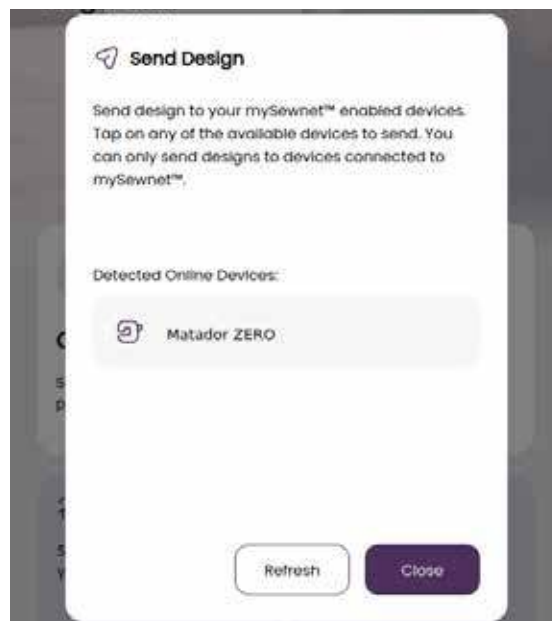 Send Design
Send design to your mySewnet™ enabled devices.
Tap on any of the available devices to send. You
can only send designs to devices connected to
mySewnet™.
Detected Online Devices:
Matador ZERO
Refresh
Close